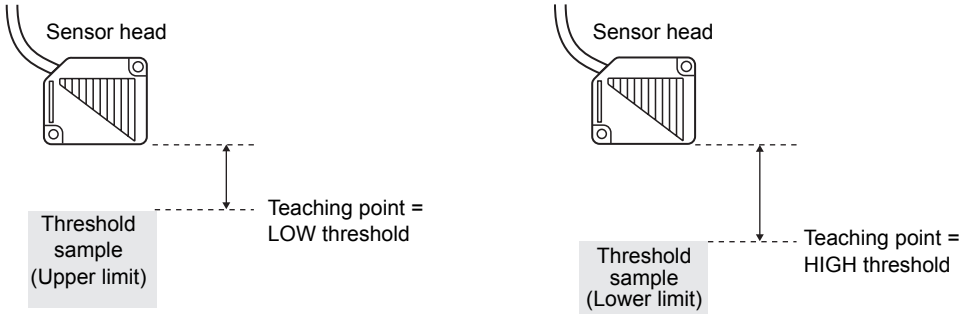 Sensor head
Teaching point =
LOW threshold
Threshold
sample
(Upper limit)
Sensor head
Teaching point =
HIGH threshold
Threshold
sample
(Lower limit)